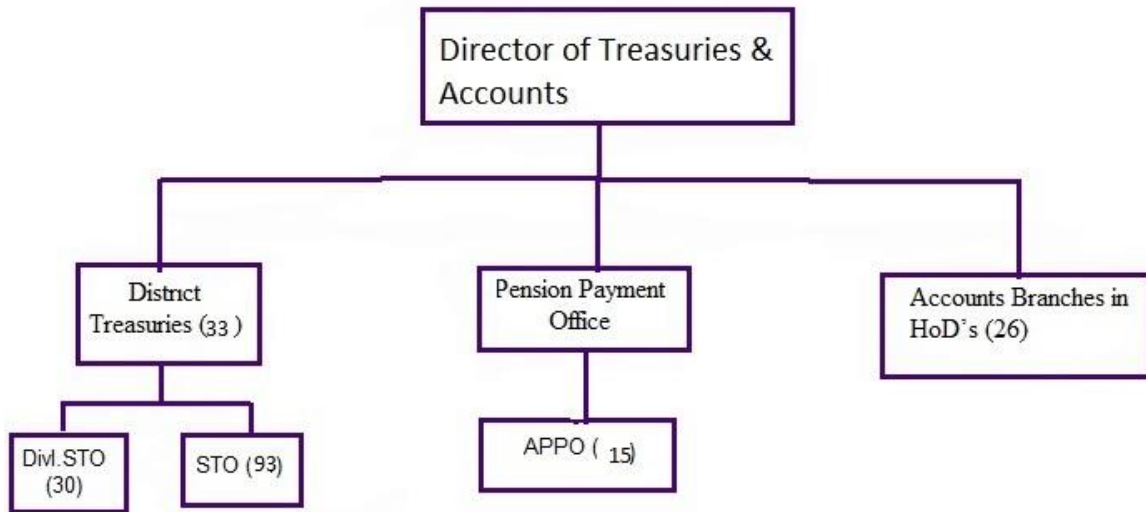 Director of Treasuries &
Accounts
District
Treasuries (33)
Pension Payment
Office
Accounts Branches in
HoD's (26)
Divl.STO
(30)
STO (93)
APPO ( 15)